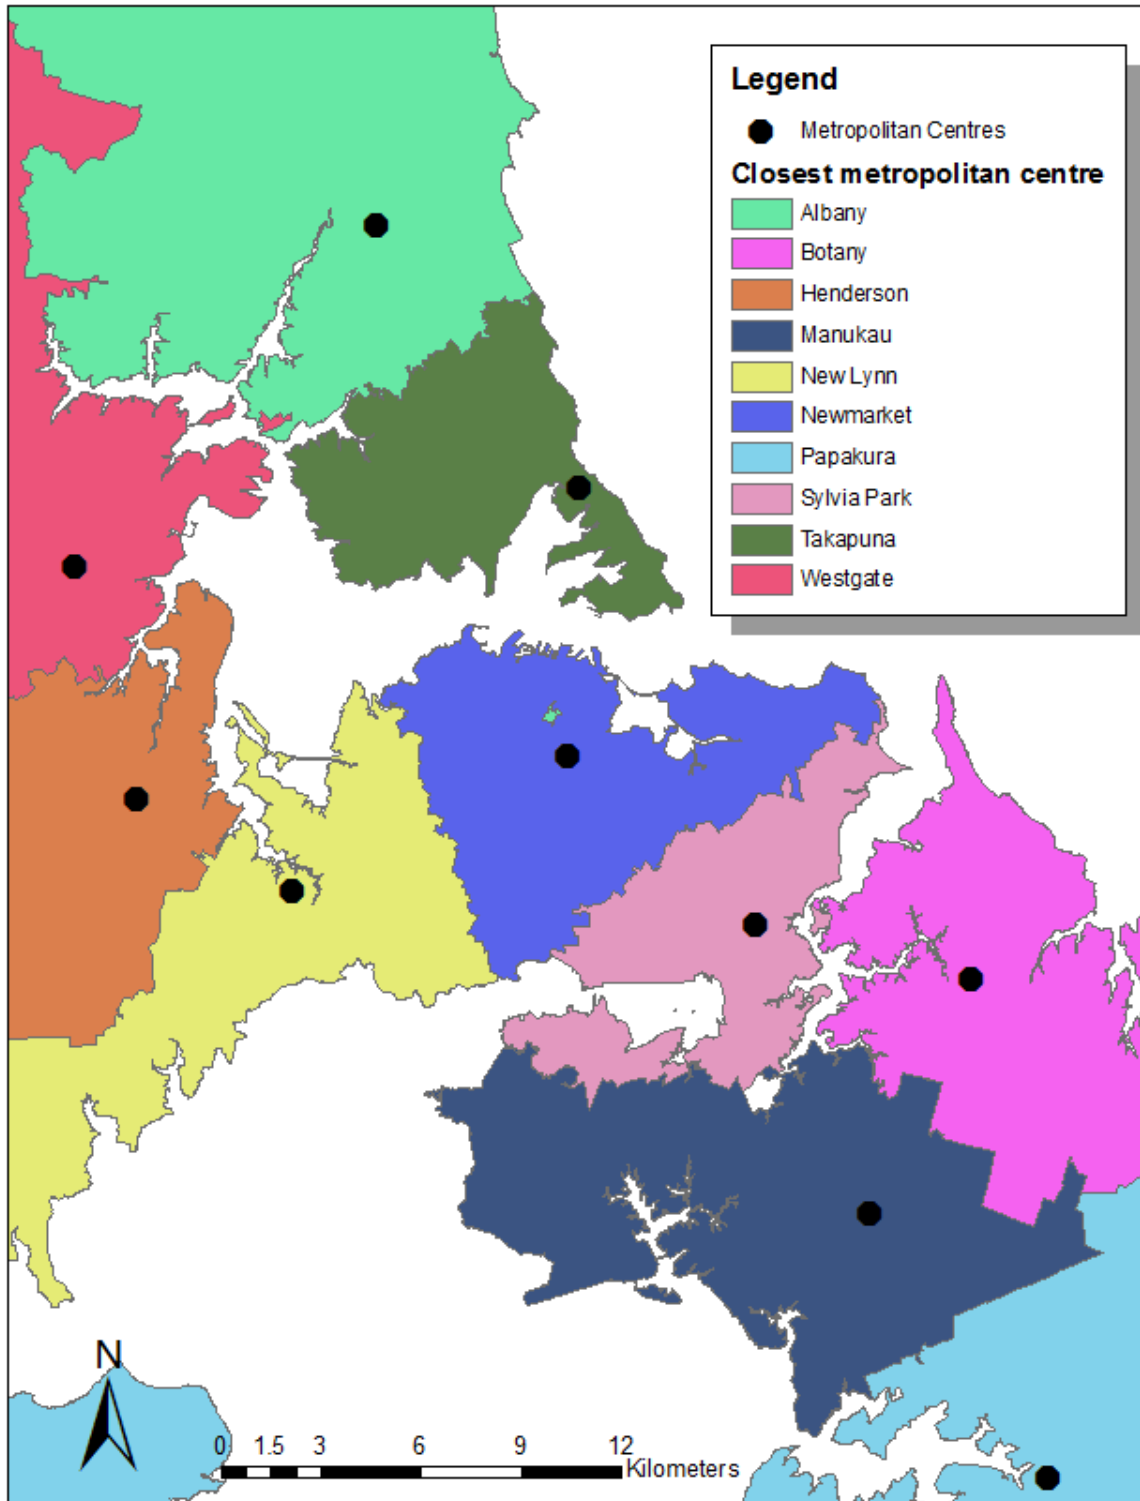 Legend
Metropolitan Centres
Closest metropolitan centre
Albany
Botany
Henderson
Manukau
New Lynn
Newmarket
Papakura
Sylvia Park
Takapuna
Westgate
N
0 1.5 3 6 9 12
Kilometers